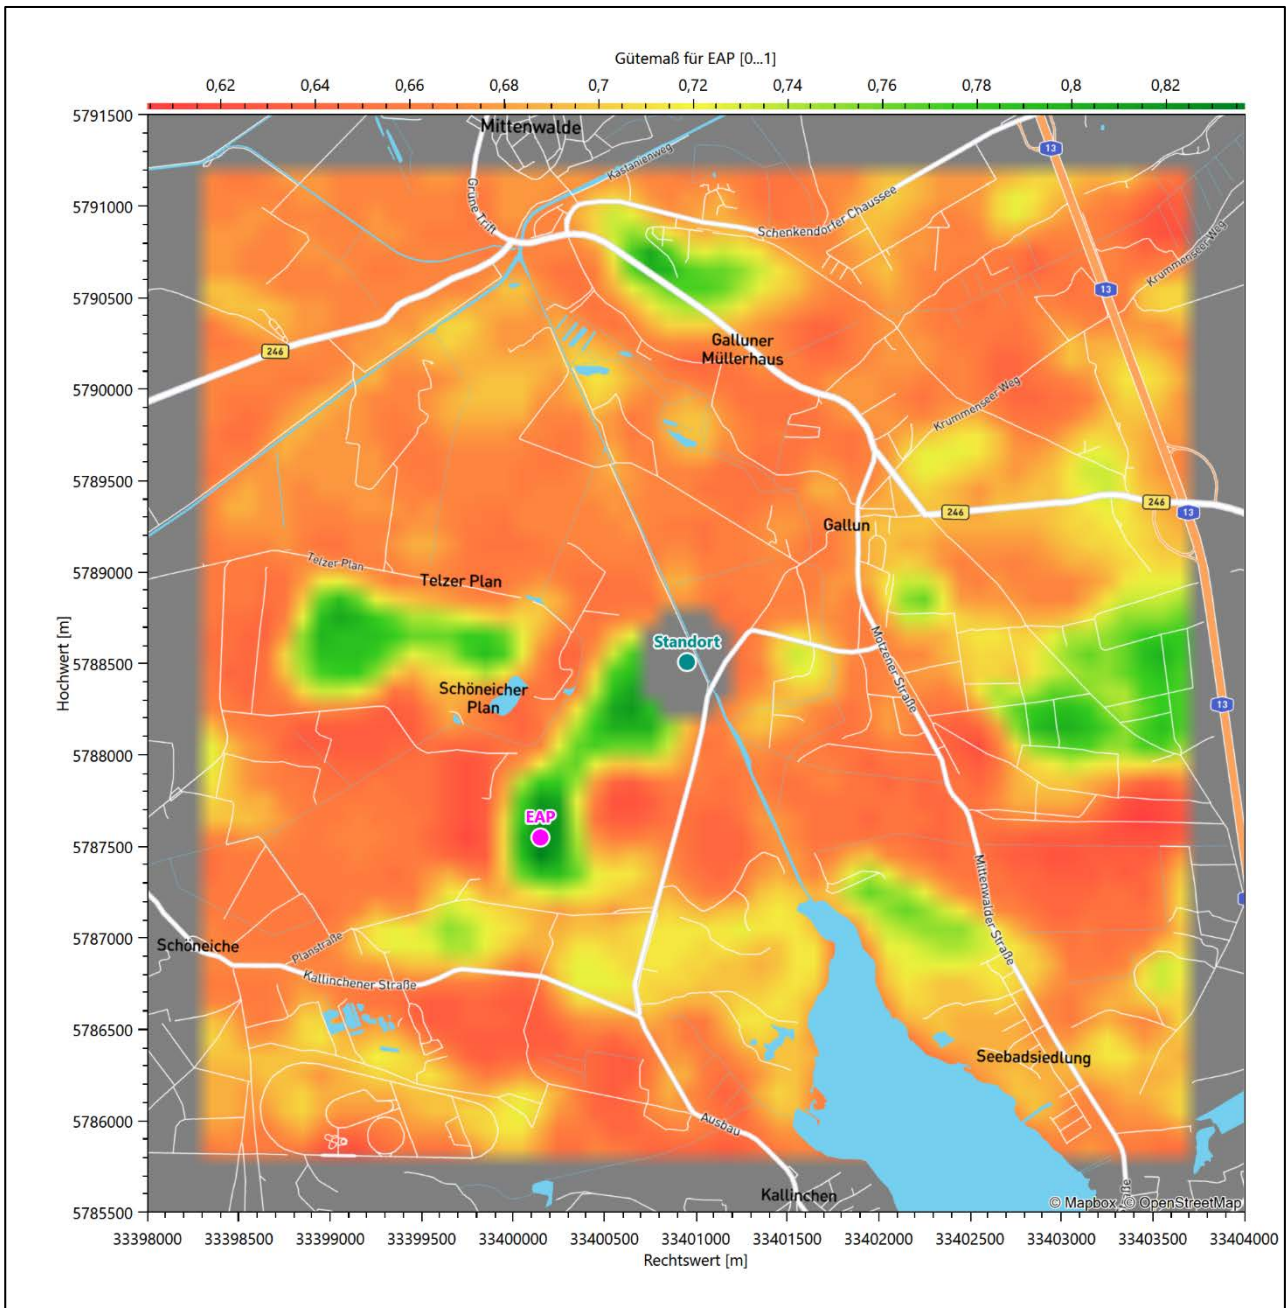 Gütemaß für EAP [0...1]
0,62 0,64 0,66 0,68 0,7 0,72 0,74 0,76 0,78 0,8 0,82
5791500
Mittenwalde
13
Kastanienweg
Grüne Trift
5791000
Schenkendorfer Chaussee
Krummenseer Weg
13
5790500
246
Galluner
Müllerhaus
5790000
Krummenseer Weg
5789500
246
246
13
Gallun
5789000
Telzer Plan
Telzer Plan
Hochwert [m]
Standort
5788500
Motzener Straße
Schöneicher
Plan
13
5788000
EAP
5787500
Mittenwalder Straße
5787000
Schöneiche
Planstraße
Kallinchener Straße
5786500
Seebadsiedlung
5786000
Ausbau
Kallinchen
5785500
© Mapbox, © OpenStreetMap
33398000 33398500 33399000 33399500 33400000 33400500 33401000 33401500 33402000 33402500 33403000 33403500 33404000
Rechtswert [m]